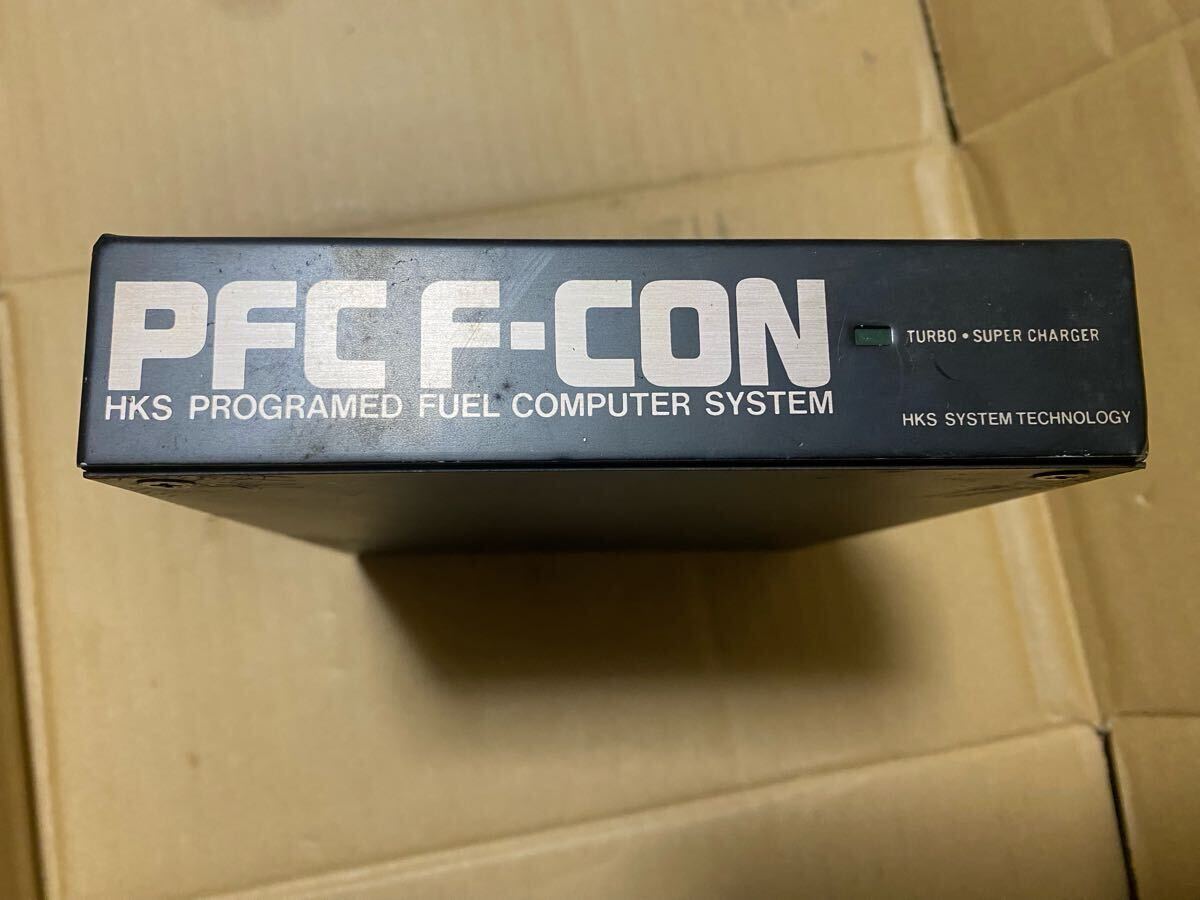 PFC F-CON
HKS PROGRAMED FUEL COMPUTER SYSTEM
TURBO • SUPER CHARGER
HKS SYSTEM TECHNOLOGY